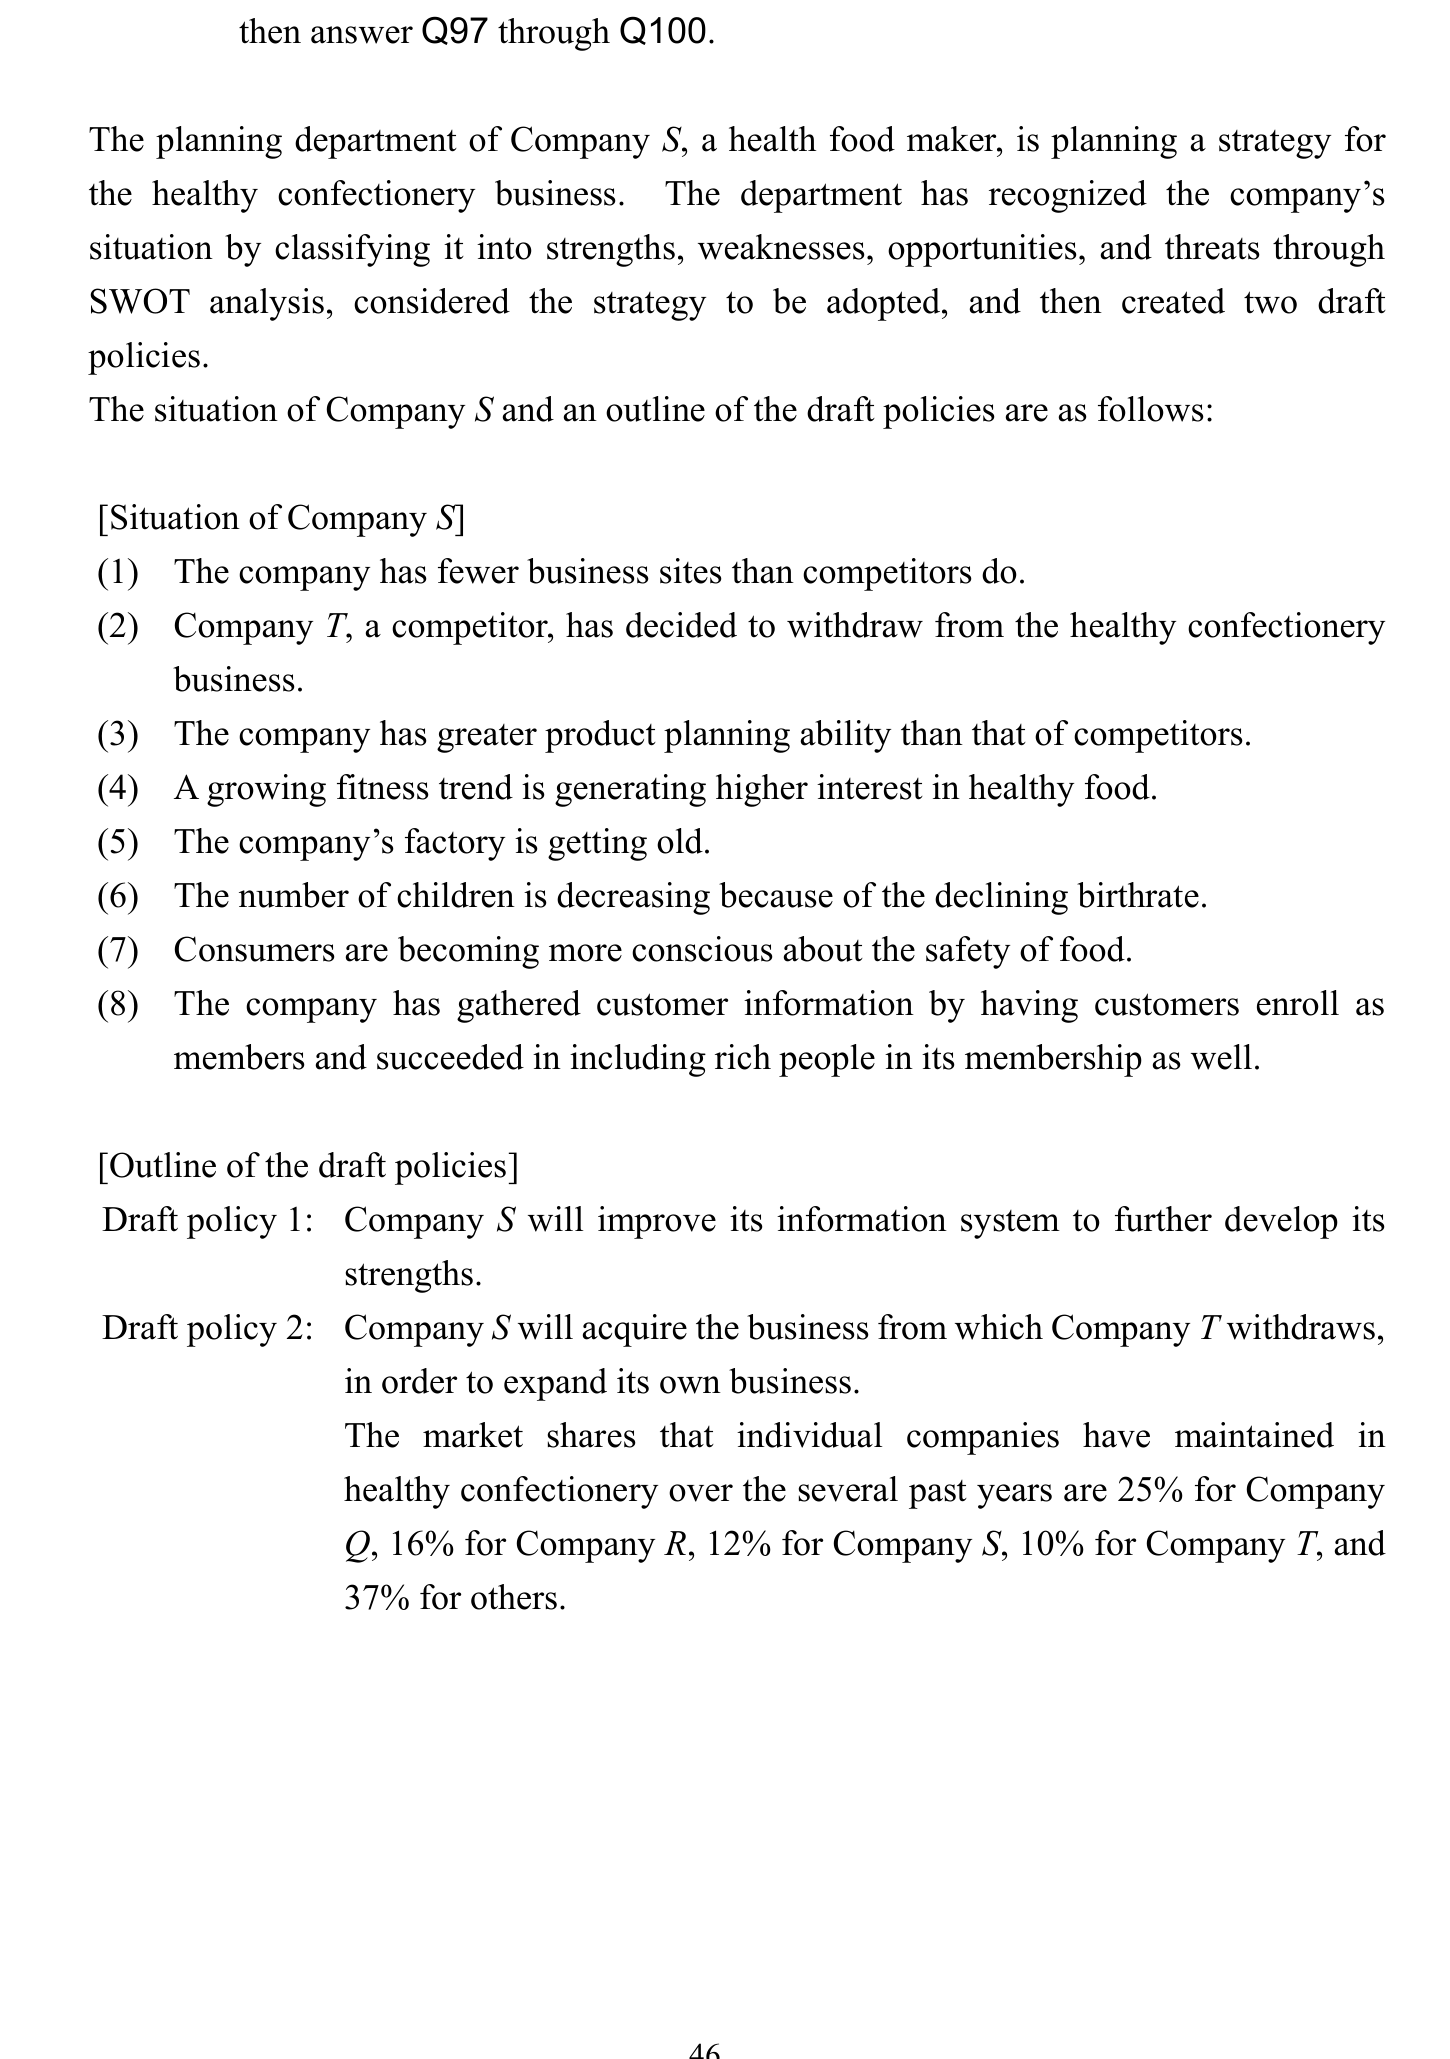 then answer Q97 through Q100.
The planning department of Company S, a health food maker, is planning a strategy for
the healthy confectionery business. The department has recognized the company’s
situation by classifying it into strengths, weaknesses, opportunities, and threats through
SWOT analysis, considered the strategy to be adopted, and then created two draft
policies.
The situation of Company S and an outline of the draft policies are as follows:
[Situation of Company S]
(1) The company has fewer business sites than competitors do.
(2) Company T, a competitor, has decided to withdraw from the healthy confectionery
business.
(3) The company has greater product planning ability than that of competitors.
(4) A growing fitness trend is generating higher interest in healthy food.
(5) The company’s factory is getting old.
(6) The number of children is decreasing because of the declining birthrate.
(7) Consumers are becoming more conscious about the safety of food.
(8) The company has gathered customer information by having customers enroll as
members and succeeded in including rich people in its membership as well.
[Outline of the draft policies]
Draft policy 1: Company S will improve its information system to further develop its
strengths.
Draft policy 2: Company S will acquire the business from which Company T withdraws,
in order to expand its own business.
The market shares that individual companies have maintained in
healthy confectionery over the several past years are 25% for Company
Q, 16% for Company R, 12% for Company S, 10% for Company T, and
37% for others.
46